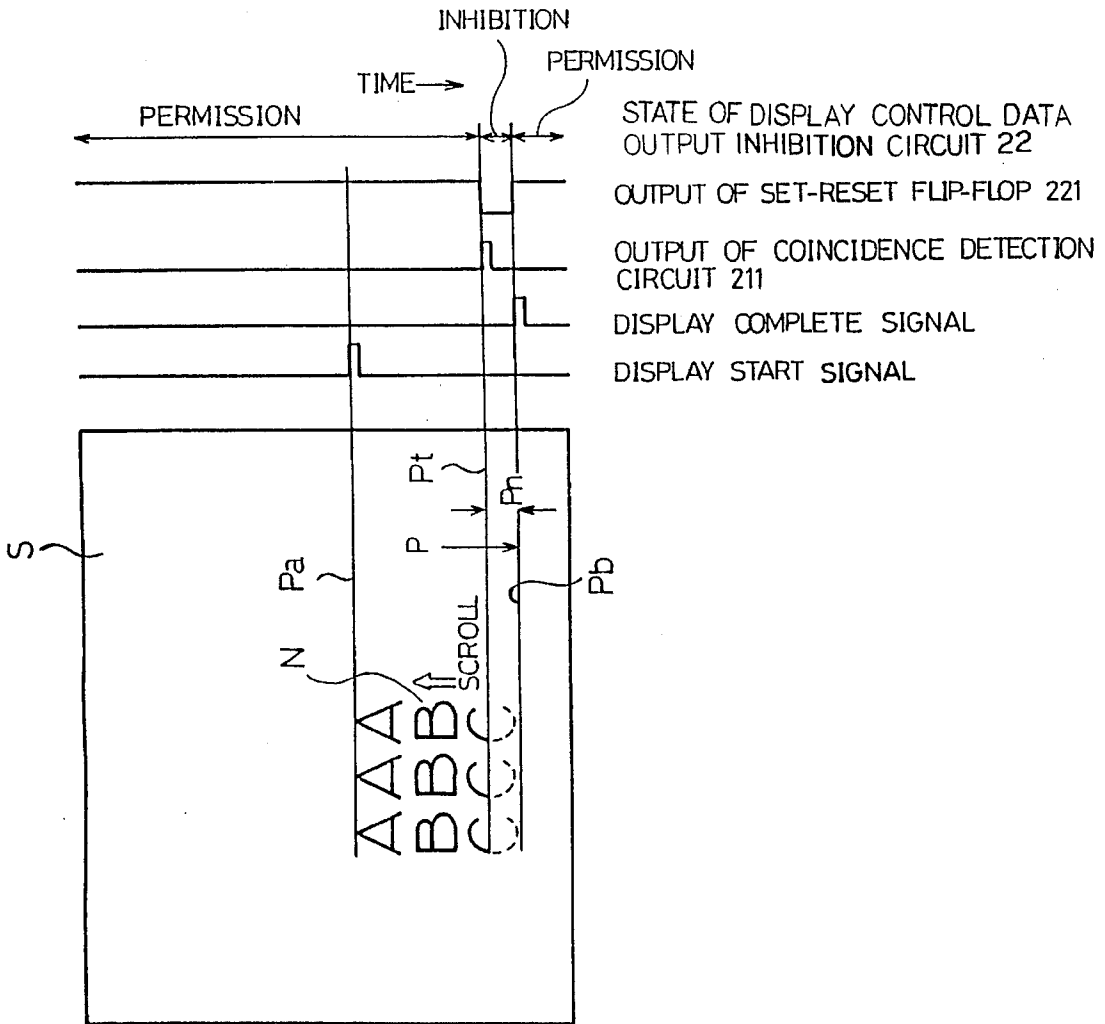 INHIBITION
PERMISSION
TIME
PERMISSION
STATE OF DISPLAY CONTROL DATA
OUTPUT INHIBITION CIRCUIT 22
OUTPUT OF SET-RESET FLIP-FLOP 221
OUTPUT OF COINCIDENCE DETECTION
CIRCUIT 211
DISPLAY COMPLETE SIGNAL
DISPLAY START SIGNAL
S
Pa
Pt
Pn
P
Pb
N
SCROLL
AAA
BBB
CCC